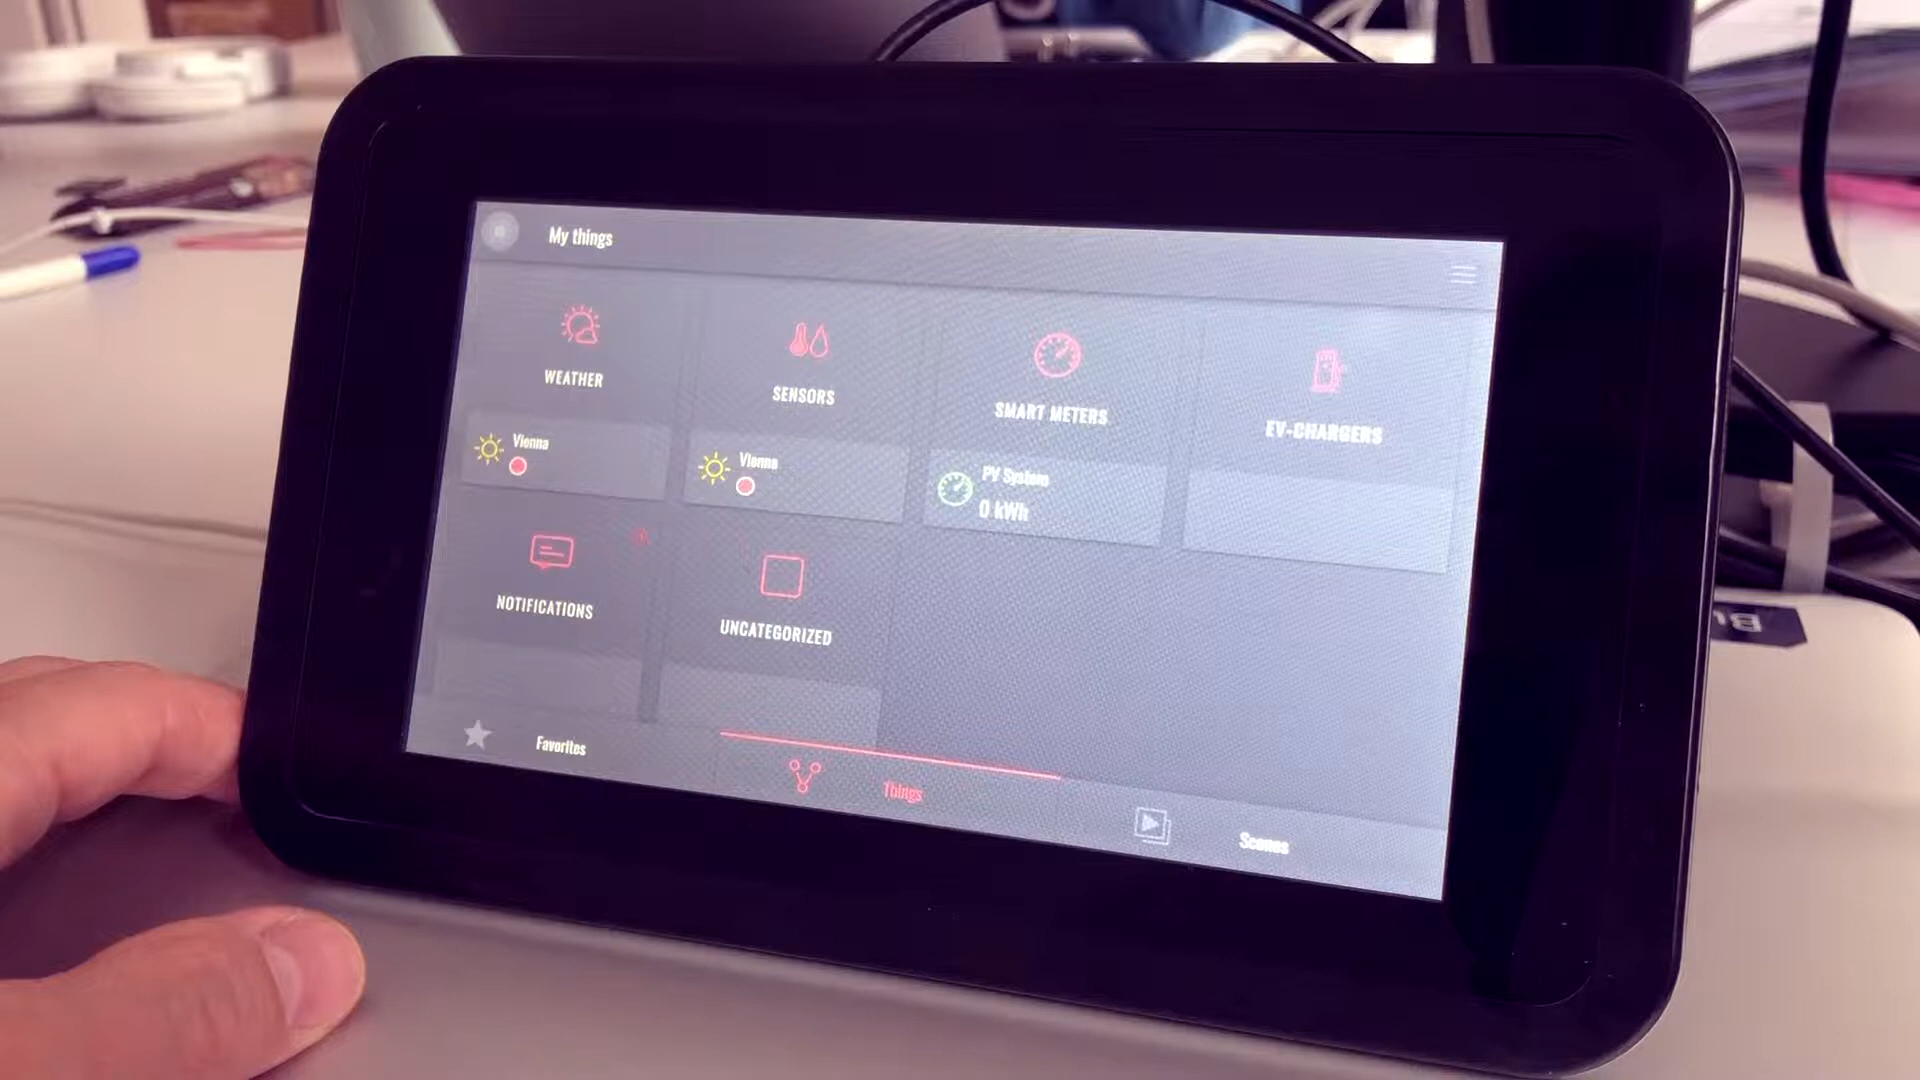 My things
WEATHER
SENSORS
SMART METERS
EV-CHARGERS
Vienna
Vienna
PV System
0 kWh
NOTIFICATIONS
UNCATEGORIZED
Favorites
Things
Scenes